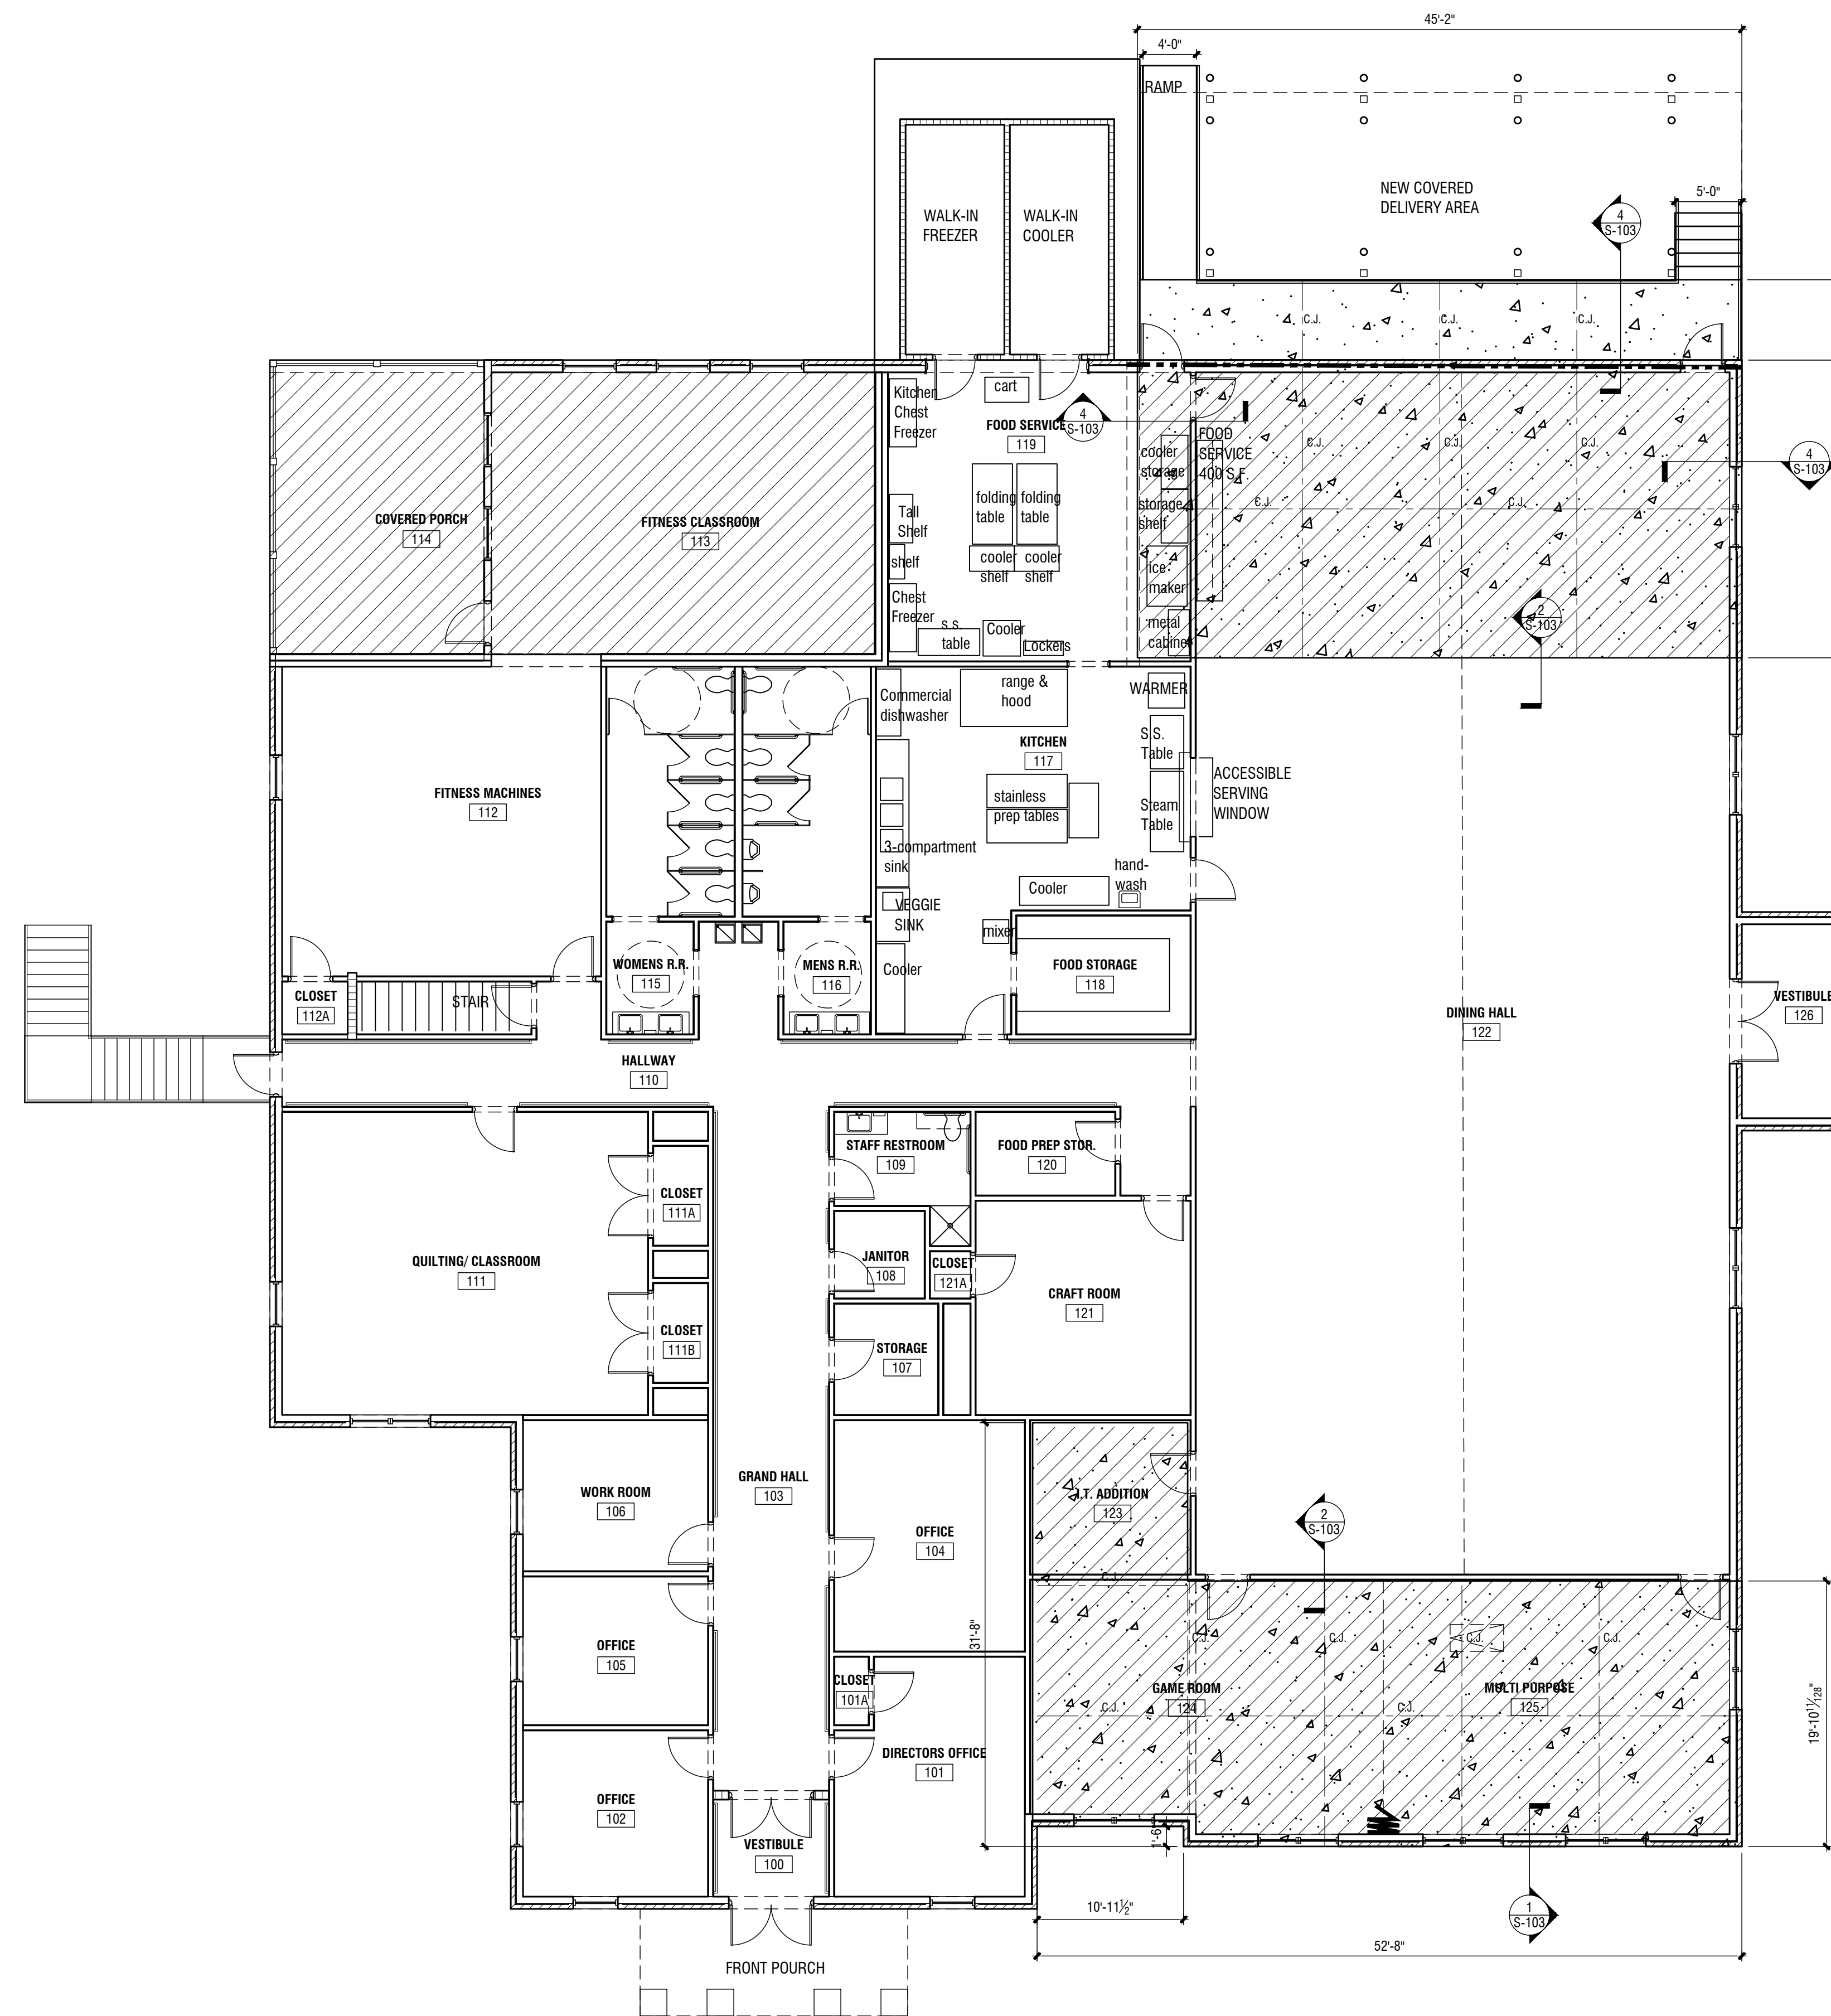 45'-2"
4'-0"
RAMP
NEW COVERED
DELIVERY AREA
5'-0"
4
S-103
WALK-IN
FREEZER
WALK-IN
COOLER
C.J.
C.J.
C.J.
Kitchen
Chest
Freezer
cart
FOOD SERVICE
119
4
S-103
FOOD
SERVICE
400 S.F.
cooler
storage
C.J.
C.J.
C.J.
4
S-103
folding
table
folding
table
storage
shelf
C.J.
C.J.
Tall
Shelf
COVERED PORCH
114
FITNESS CLASSROOM
113
shelf
cooler
shelf
cooler
shelf
ice
maker
Chest
Freezer
s.s.
table
Cooler
Lockers
metal
cabinet
2
S-103
Commercial
dishwasher
range &
hood
WARMER
KITCHEN
117
S.S.
Table
ACCESSIBLE
SERVING
WINDOW
FITNESS MACHINES
112
stainless
prep tables
Steam
Table
3-compartment
sink
hand-
wash
Cooler
VEGGIE
SINK
mixer
WOMENS R.R.
115
MENS R.R.
116
Cooler
FOOD STORAGE
118
CLOSET
112A
STAIR
DINING HALL
122
VESTIBULE
126
HALLWAY
110
STAFF RESTROOM
109
FOOD PREP STOR.
120
CLOSET
111A
QUILTING/ CLASSROOM
111
JANITOR
108
CLOSET
121A
CRAFT ROOM
121
CLOSET
111B
STORAGE
107
WORK ROOM
106
GRAND HALL
103
OFFICE
104
I.T. ADDITION
123
2
S-103
C.J.
OFFICE
105
31'-8"
C.J.
C.J.
C.J.
C.J.
CLOSET
101A
GAME ROOM
124
MULTI PURPOSE
125
C.J.
C.J.
19'-10 1/128"
DIRECTORS OFFICE
101
OFFICE
102
VESTIBULE
100
1'-6"
10'-11½"
1
S-103
52'-8"
FRONT POURCH